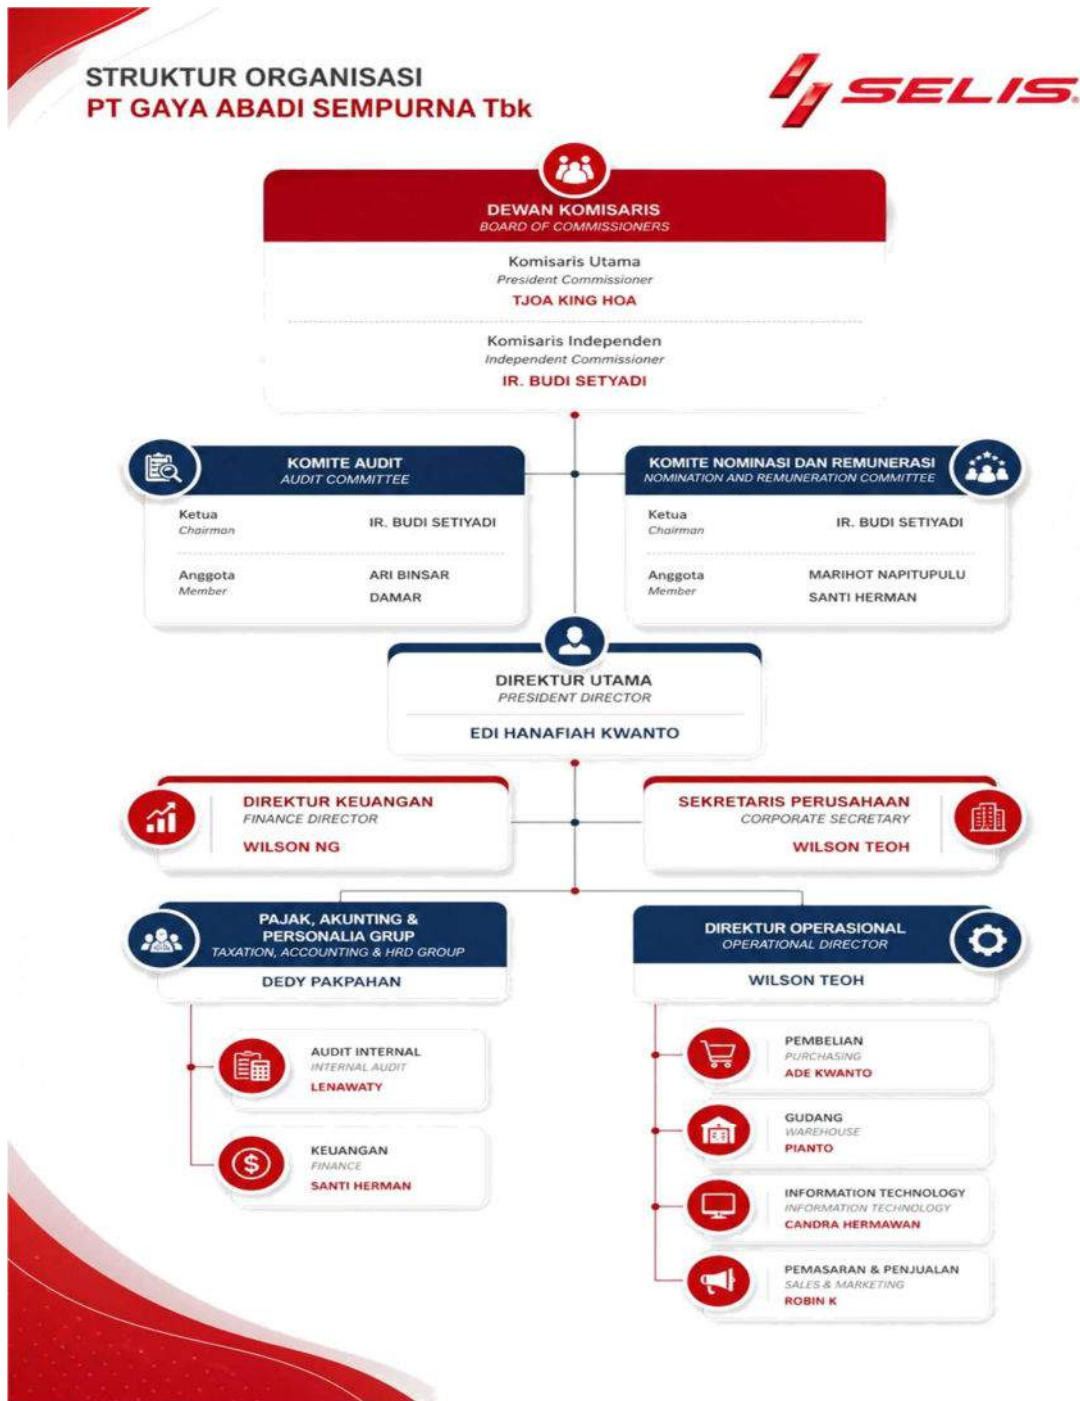 STRUKTUR ORGANISASI
PT GAYA ABADI SEMPURNA Tbk
SELIS®
DEWAN KOMISARIS
BOARD OF COMMISSIONERS
Komisaris Utama
President Commissioner
TJOA KING HOA
Komisaris Independen
Independent Commissioner
IR. BUDI SETYADI
KOMITE AUDIT
AUDIT COMMITTEE
Ketua
Chairman
IR. BUDI SETIYADI
Anggota
Member
ARI BINSAR
DAMAR
KOMITE NOMINASI DAN REMUNERASI
NOMINATION AND REMUNERATION COMMITTEE
Ketua
Chairman
IR. BUDI SETIYADI
Anggota
Member
MARIHOT NAPITUPULU
SANTI HERMAN
DIREKTUR UTAMA
PRESIDENT DIRECTOR
EDI HANAFIAH KWANTO
DIREKTUR KEUANGAN
FINANCE DIRECTOR
WILSON NG
SEKRETARIS PERUSAHAAN
CORPORATE SECRETARY
WILSON TEOH
PAJAK, AKUNTING &
PERSONALIA GRUP
TAXATION, ACCOUNTING & HRD GROUP
DEDY PAKPAHAN
AUDIT INTERNAL
INTERNAL AUDIT
LENAWATY
$
KEUANGAN
FINANCE
SANTI HERMAN
DIREKTUR OPERASIONAL
OPERATIONAL DIRECTOR
WILSON TEOH
PEMBELIAN
PURCHASING
ADE KWANTO
GUDANG
WAREHOUSE
PIANTO
INFORMATION TECHNOLOGY
INFORMATION TECHNOLOGY
CANDRA HERMAWAN
PEMASARAN & PENJUALAN
SALES & MARKETING
ROBIN K